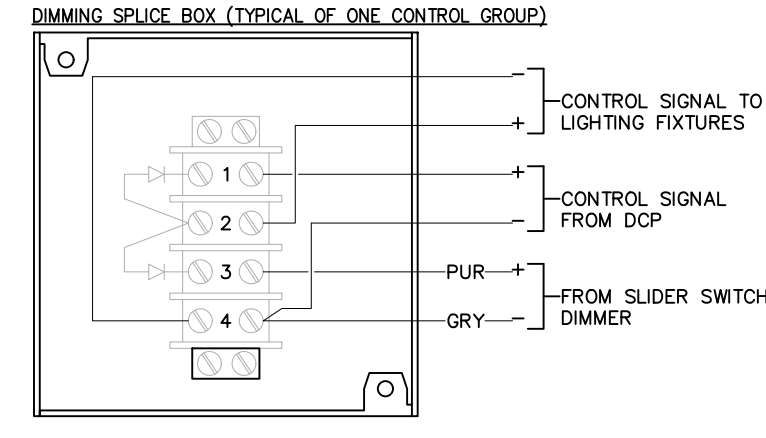 DIMMING SPLICE BOX (TYPICAL OF ONE CONTROL GROUP)
−
+
CONTROL SIGNAL TO
LIGHTING FIXTURES
1
+
2
−
CONTROL SIGNAL
FROM DCP
3
PUR
+
4
GRY
−
FROM SLIDER SWITCH
DIMMER